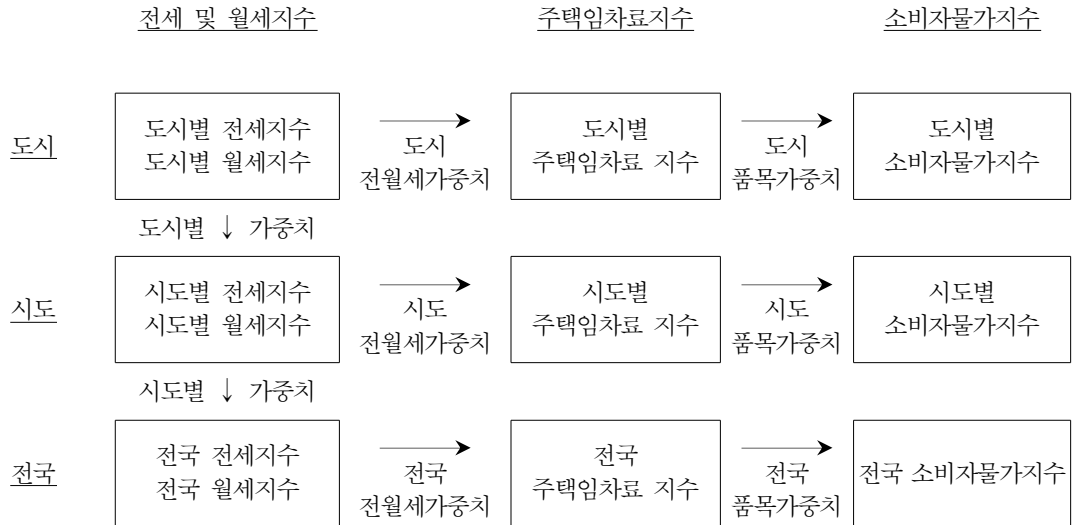 전세 및 월세지수 주택임차료지수 소비자물가지수
도시
도시별 전세지수
도시별 월세지수
도시
전월세가중치
도시별
주택임차료 지수
도시
품목가중치
도시별
소비자물가지수
도시별 ↓ 가중치
시도
시도별 전세지수
시도별 월세지수
시도
전월세가중치
시도별
주택임차료 지수
시도
품목가중치
시도별
소비자물가지수
시도별 ↓ 가중치
전국
전국 전세지수
전국 월세지수
전국
전월세가중치
전국
주택임차료 지수
전국
품목가중치
전국 소비자물가지수